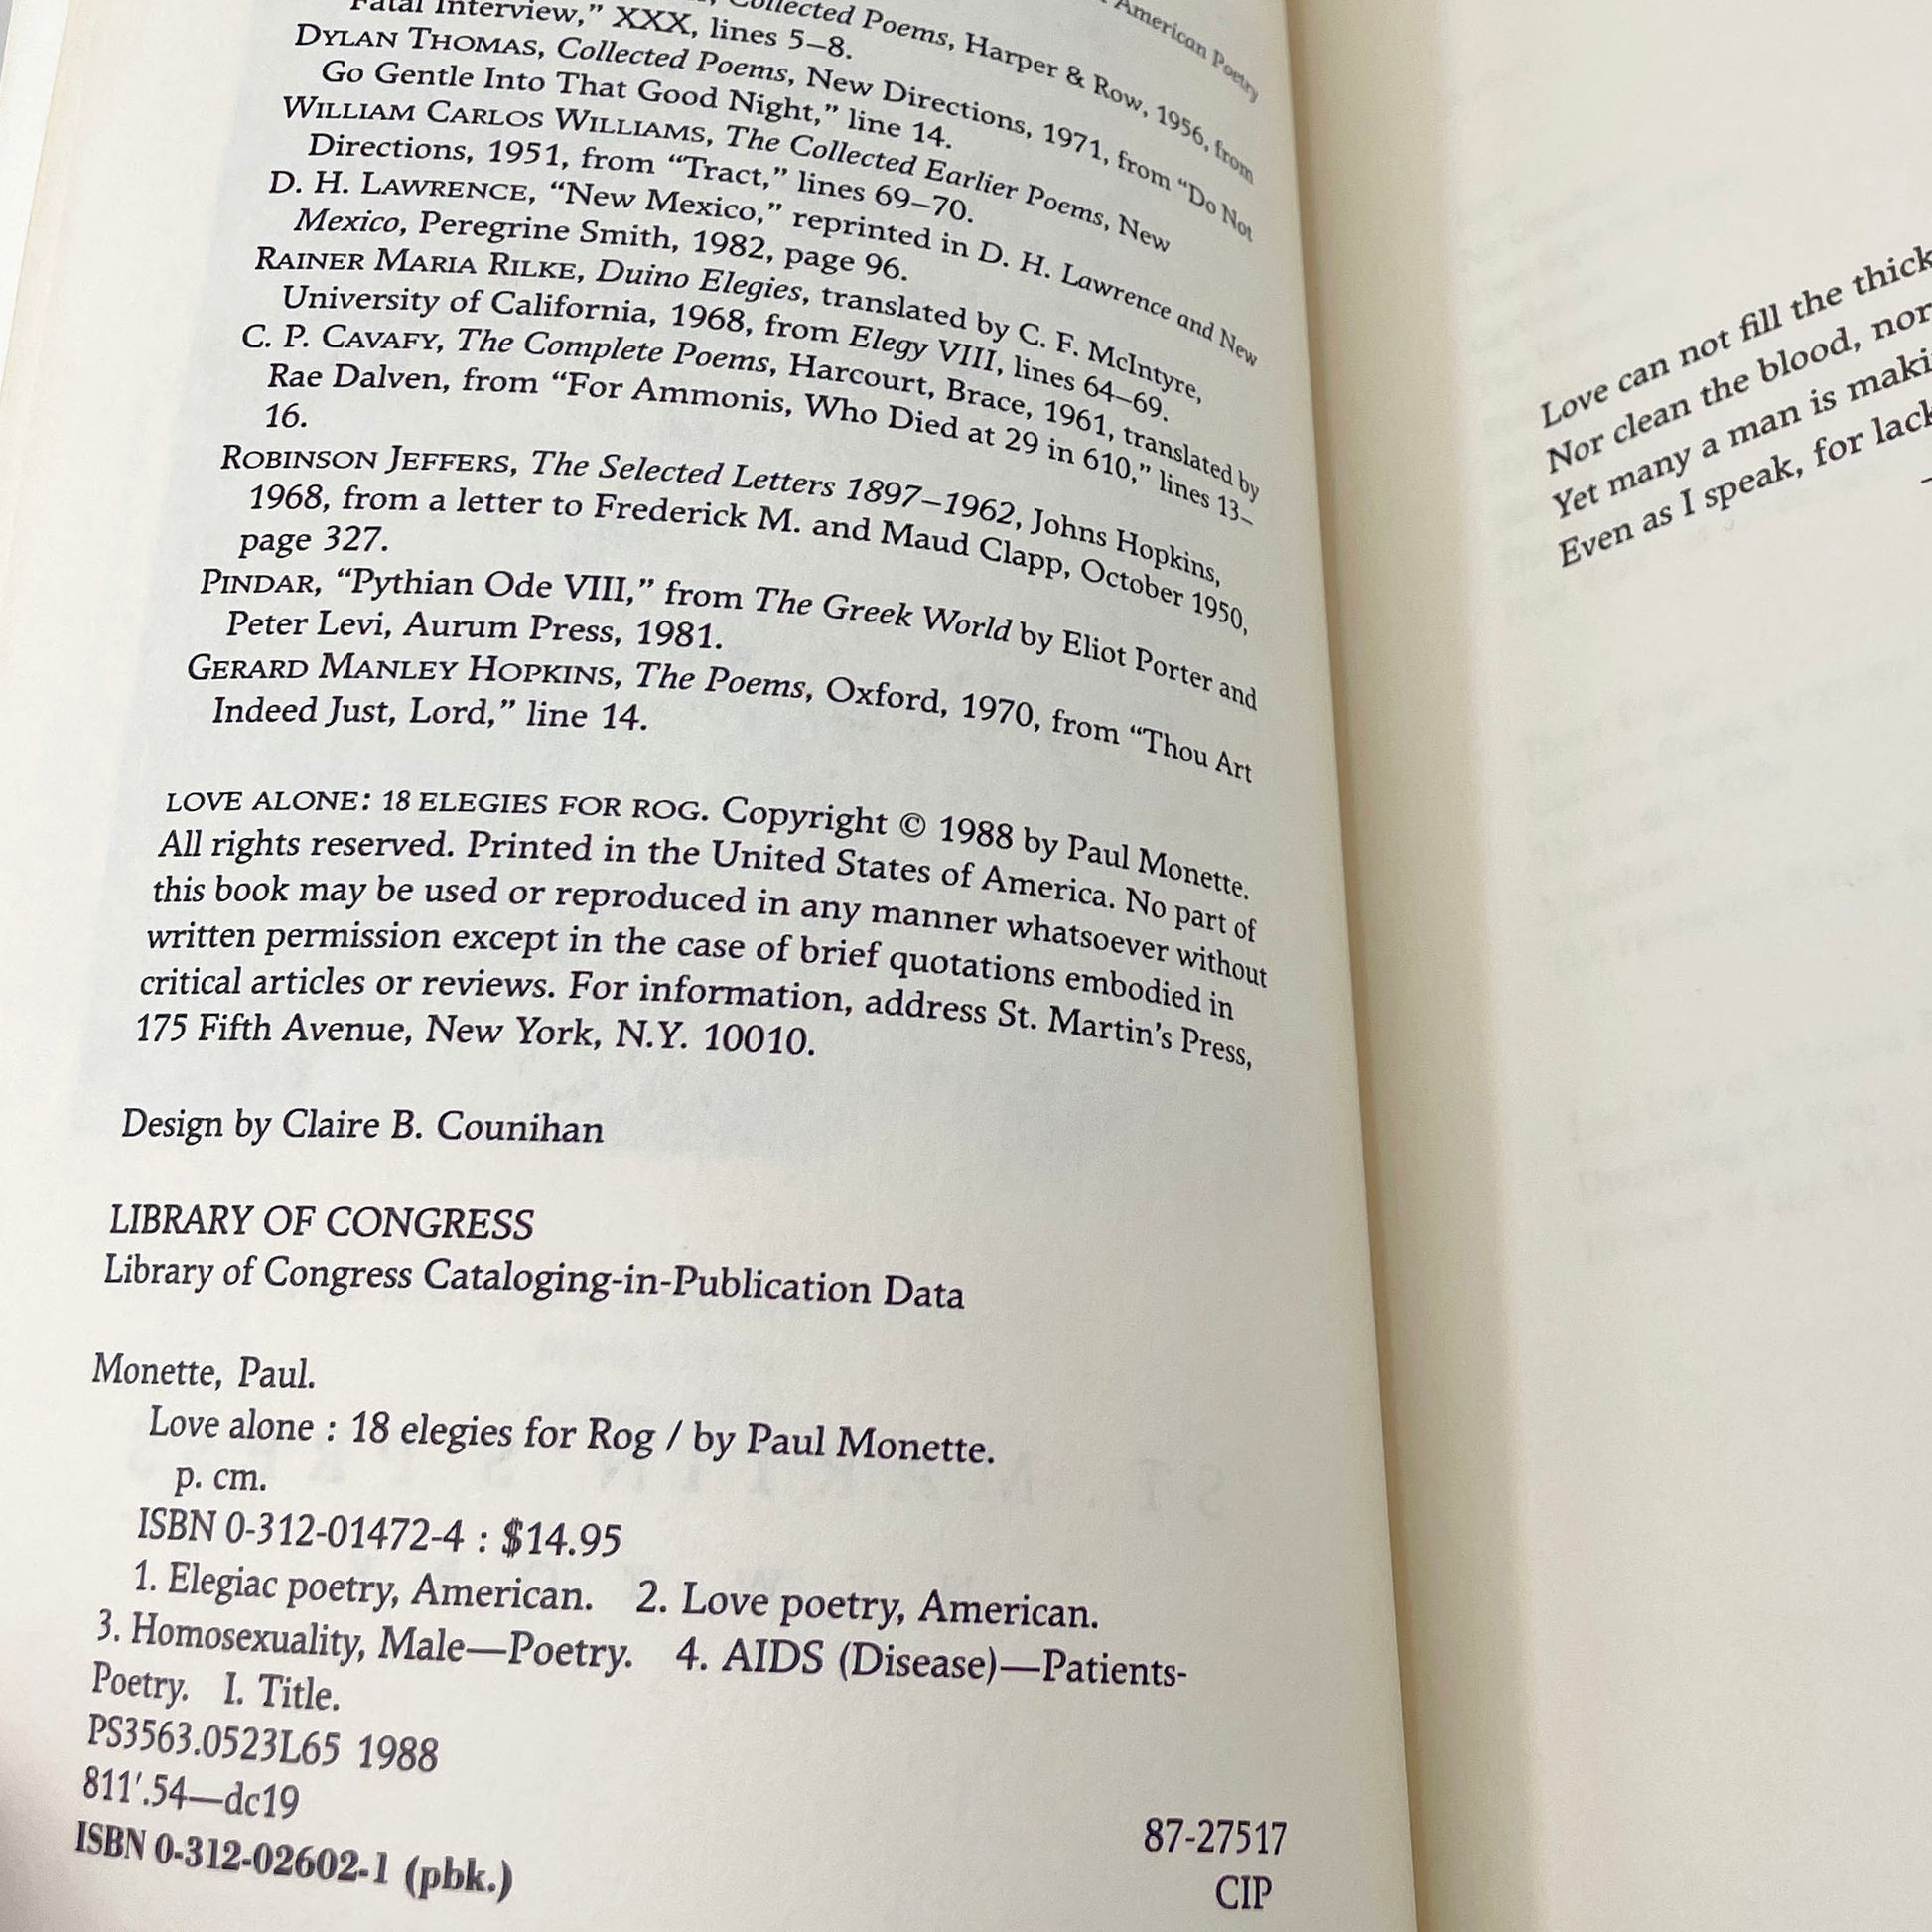 American Poetry
Collected Poems, Harper & Row, 1956, from
Fatal Interview,” XXX, lines 5–8.
DYLAN THOMAS, Collected Poems, New Directions, 1971, from “Do Not
Go Gentle Into That Good Night,” line 14.
WILLIAM CARLOS WILLIAMS, The Collected Earlier Poems, New
Directions, 1951, from “Tract,” lines 69–70.
D. H. LAWRENCE, “New Mexico,” reprinted in D. H. Lawrence and New
Mexico, Peregrine Smith, 1982, page 96.
RAINER MARIA RILKE, Duino Elegies, translated by C. F. McIntyre,
University of California, 1968, from Elegy VIII, lines 64–69.
C. P. CAVAFY, The Complete Poems, Harcourt, Brace, 1961, translated by
Rae Dalven, from “For Ammonis, Who Died at 29 in 610,” lines 13–
16.
ROBINSON JEFFERS, The Selected Letters 1897–1962, Johns Hopkins,
1968, from a letter to Frederick M. and Maud Clapp, October 1950,
page 327.
PINDAR, “Pythian Ode VIII,” from The Greek World by Eliot Porter and
Peter Levi, Aurum Press, 1981.
GERARD MANLEY HOPKINS, The Poems, Oxford, 1970, from “Thou Art
Indeed Just, Lord,” line 14.
LOVE ALONE: 18 ELEGIES FOR ROG. Copyright © 1988 by Paul Monette.
All rights reserved. Printed in the United States of America. No part of
this book may be used or reproduced in any manner whatsoever without
written permission except in the case of brief quotations embodied in
critical articles or reviews. For information, address St. Martin’s Press,
175 Fifth Avenue, New York, N.Y. 10010.
Design by Claire B. Counihan
LIBRARY OF CONGRESS
Library of Congress Cataloging-in-Publication Data
Monette, Paul.
Love alone : 18 elegies for Rog / by Paul Monette.
p. cm.
ISBN 0-312-01472-4 : $14.95
1. Elegiac poetry, American. 2. Love poetry, American.
3. Homosexuality, Male—Poetry. 4. AIDS (Disease)—Patients-
Poetry. I. Title.
PS3563.0523L65 1988
811′.54—dc19
87-27517
ISBN 0-312-02602-1 (pbk.)
CIP
Love can not fill the thick
Nor clean the blood, nor
Yet many a man is maki
Even as I speak, for lack